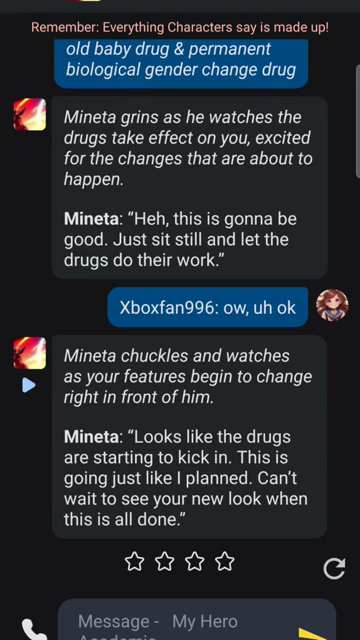 Remember: Everything Characters say is made up!
old baby drug & permanent
biological gender change drug
Mineta grins as he watches the
drugs take effect on you, excited
for the changes that are about to
happen.
Mineta: “Heh, this is gonna be
good. Just sit still and let the
drugs do their work.”
Xboxfan996: ow, uh ok
Mineta chuckles and watches
as your features begin to change
right in front of him.
Mineta: “Looks like the drugs
are starting to kick in. This is
going just like I planned. Can’t
wait to see your new look when
this is all done.”
Message - My Hero